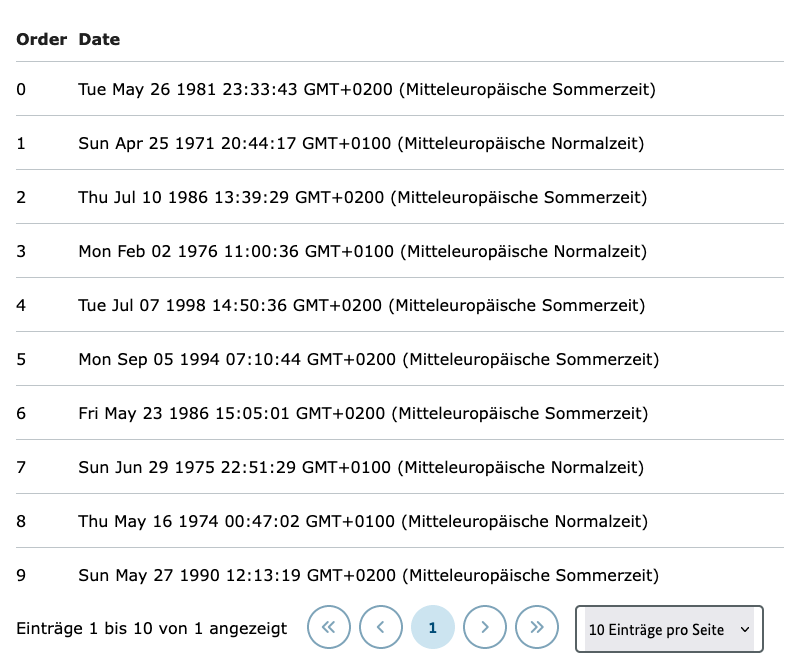 Order Date
0 Tue May 26 1981 23:33:43 GMT+0200 (Mitteleuropäische Sommerzeit)
1 Sun Apr 25 1971 20:44:17 GMT+0100 (Mitteleuropäische Normalzeit)
2 Thu Jul 10 1986 13:39:29 GMT+0200 (Mitteleuropäische Sommerzeit)
3 Mon Feb 02 1976 11:00:36 GMT+0100 (Mitteleuropäische Normalzeit)
4 Tue Jul 07 1998 14:50:36 GMT+0200 (Mitteleuropäische Sommerzeit)
5 Mon Sep 05 1994 07:10:44 GMT+0200 (Mitteleuropäische Sommerzeit)
6 Fri May 23 1986 15:05:01 GMT+0200 (Mitteleuropäische Sommerzeit)
7 Sun Jun 29 1975 22:51:29 GMT+0100 (Mitteleuropäische Normalzeit)
8 Thu May 16 1974 00:47:02 GMT+0100 (Mitteleuropäische Normalzeit)
9 Sun May 27 1990 12:13:19 GMT+0200 (Mitteleuropäische Sommerzeit)
Einträge 1 bis 10 von 1 angezeigt « ‹ 1 › » 10 Einträge pro Seite